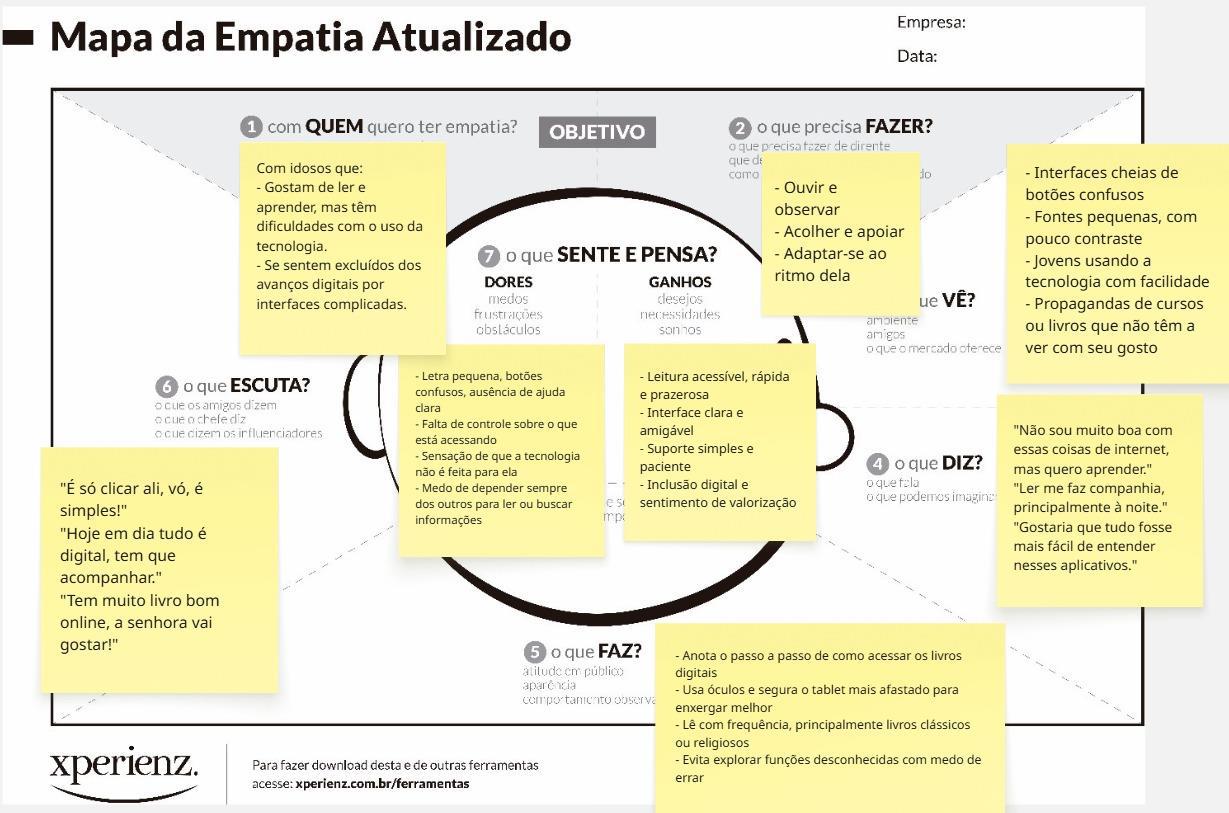 Mapa da Empatia Atualizado
Empresa:
Data:
1 com QUEM quero ter empatia?
OBJETIVO
2 o que precisa FAZER?
o que precisa fazer de dirente
que de
como
do
Com idosos que:
- Gostam de ler e
aprender, mas têm
dificuldades com o uso da
tecnologia.
- Se sentem excluídos dos
avanços digitais por
interfaces complicadas.
- Ouvir e
observar
- Acolher e apoiar
- Adaptar-se ao
ritmo dela
ue VÊ?
ambiente
amigos
o que o mercado oferece
- Interfaces cheias de
botões confusos
- Fontes pequenas, com
pouco contraste
- Jovens usando a
tecnologia com facilidade
- Propagandas de cursos
ou livros que não têm a
ver com seu gosto
4 o que DIZ?
o que fala
o que podemos imagina
"Não sou muito boa com
essas coisas de internet,
mas quero aprender."
"Ler me faz companhia,
principalmente à noite."
"Gostaria que tudo fosse
mais fácil de entender
nesses aplicativos."
5 o que FAZ?
atitude em público
aparência
comportamento observa
- Anota o passo a passo de como acessar os livros
digitais
- Usa óculos e segura o tablet mais afastado para
enxergar melhor
- Lê com frequência, principalmente livros clássicos
ou religiosos
- Evita explorar funções desconhecidas com medo de
errar
6 o que ESCUTA?
o que os amigos dizem
o que o chefe diz
o que dizem os influenciadores
"É só clicar ali, vó, é
simples!"
"Hoje em dia tudo é
digital, tem que
acompanhar."
"Tem muito livro bom
online, a senhora vai
gostar!"
7 o que SENTE E PENSA?
DORES
medos
frustrações
obstáculos
- Letra pequena, botões
confusos, ausência de ajuda
clara
- Falta de controle sobre o que
está acessando
- Sensação de que a tecnologia
não é feita para ela
- Medo de depender sempre
dos outros para ler ou buscar
informações
GANHOS
desejos
necessidades
sonhos
- Leitura acessível, rápida
e prazerosa
- Interface clara e
amigável
- Suporte simples e
paciente
- Inclusão digital e
sentimento de valorização
xperienz.
Para fazer download desta e de outras ferramentas
acesse: xperienz.com.br/ferramentas